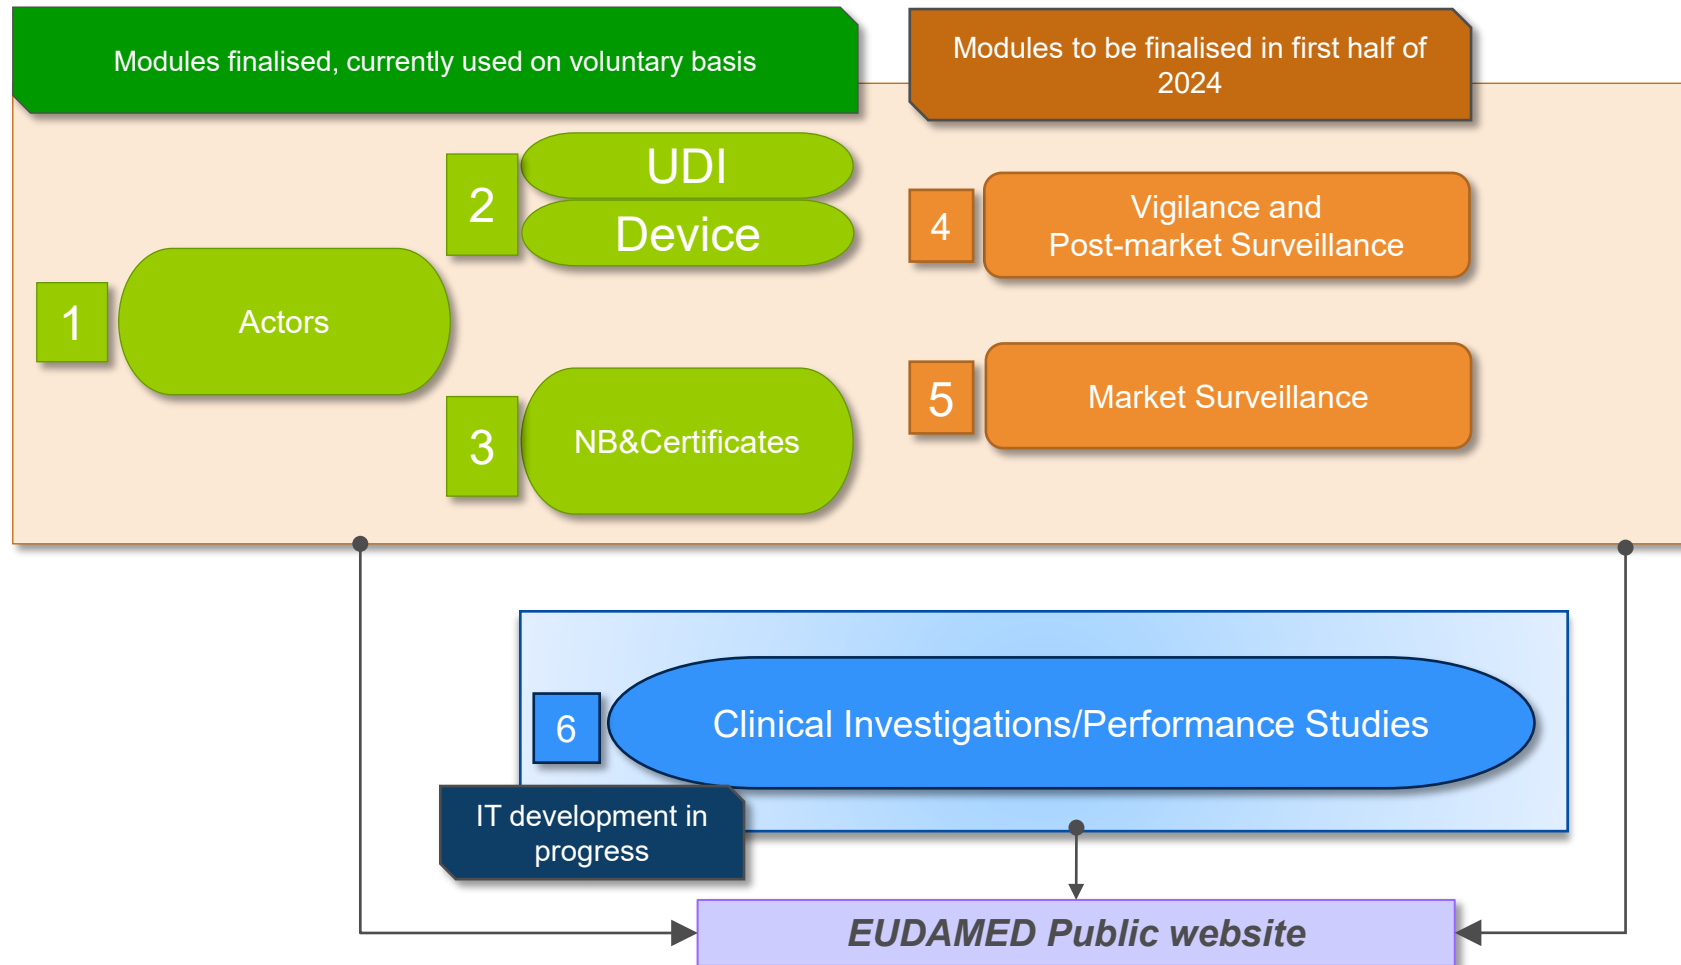 Modules finalised, currently used on voluntary basis
Modules to be finalised in first half of
2024
1
Actors
2
UDI
Device
3
NB&Certificates
4
Vigilance and
Post-market Surveillance
5
Market Surveillance
6
Clinical Investigations/Performance Studies
IT development in
progress
EUDAMED Public website